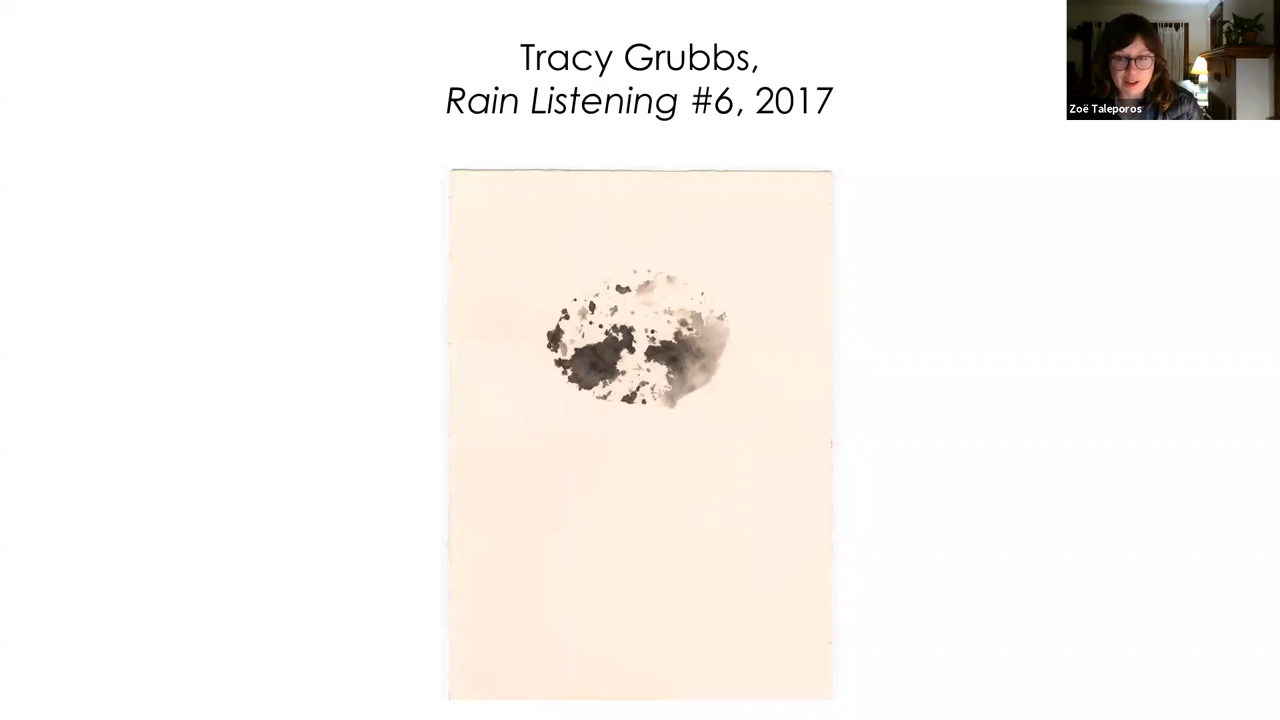 Tracy Grubbs,
Rain Listening #6, 2017
Zoë Taleporos